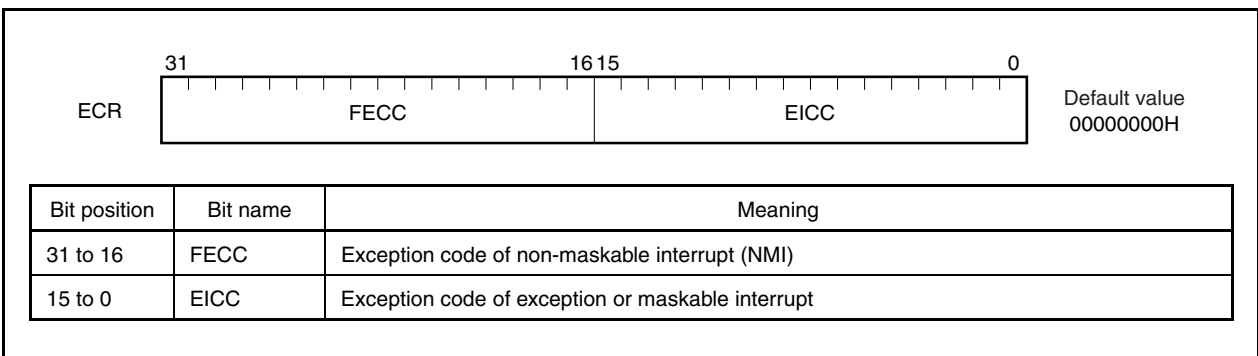 31 16 15 0
ECR FECC EICC Default value
00000000H
Bit position Bit name Meaning
31 to 16 FECC Exception code of non-maskable interrupt (NMI)
15 to 0 EICC Exception code of exception or maskable interrupt